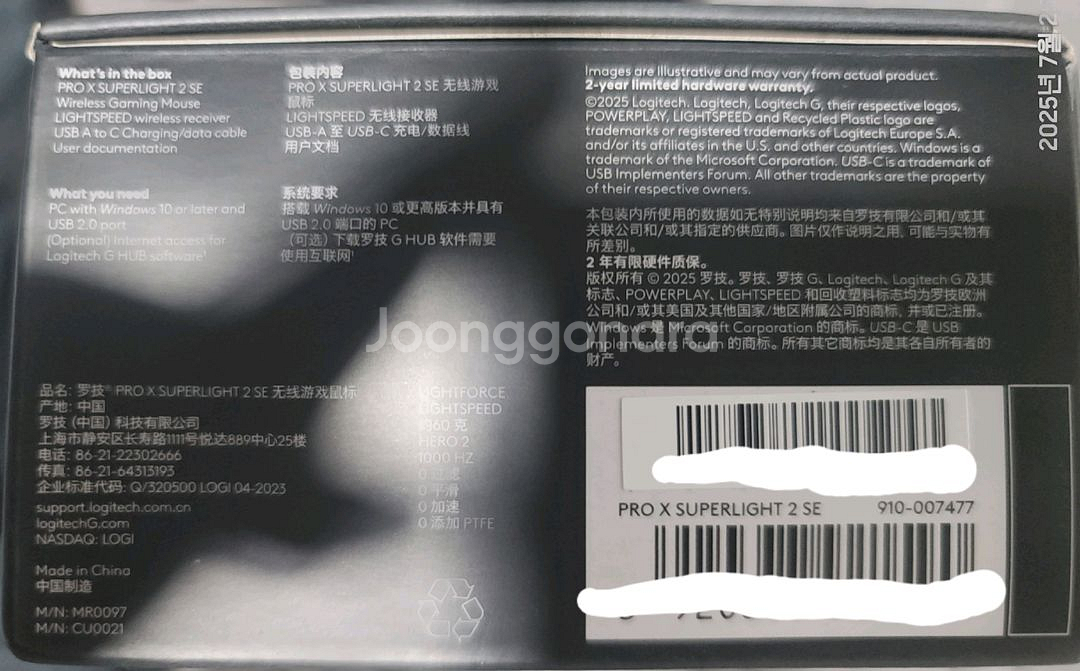 What's in the box
PRO X SUPERLIGHT 2 SE
Wireless Gaming Mouse
LIGHTSPEED wireless receiver
USB A to C Charging/data cable
User documentation
包装内容
PRO X SUPERLIGHT 2 SE 无线游戏
鼠标
LIGHTSPEED 无线接收器
USB-A 至 USB-C 充电/数据线
用户文档
What you need
PC with Windows 10 or later and
USB 2.0 port
(Optional) Internet access for
Logitech G HUB software¹
系统要求
搭载 Windows 10 或更高版本并具有
USB 2.0 端口的 PC
（可选）下载罗技 G HUB 软件需要
使用互联网¹
品名: 罗技® PRO X SUPERLIGHT 2 SE 无线游戏鼠标
产地: 中国
罗技 (中国) 科技有限公司
上海市静安区长寿路1111号悦达889中心25楼
电话: 86-21-22302666
传真: 86-21-64313193
企业标准代码: Q/320500 LOGI 04-2023
support.logitech.com.cn
logitechG.com
NASDAQ: LOGI
Made in China
中国制造
M/N: MR0097
M/N: CU0021
LIGHTFORCE
LIGHTSPEED
60 克
HERO 2
1000 HZ
0 过滤
0 平滑
0 加速
0 添加 PTFE
Images are Illustrative and may vary from actual product.
2-year limited hardware warranty.
©2025 Logitech. Logitech, Logitech G, their respective logos,
POWERPLAY, LIGHTSPEED and Recycled Plastic logo are
trademarks or registered trademarks of Logitech Europe S.A.
and/or its affiliates in the U.S. and other countries. Windows is a
trademark of the Microsoft Corporation. USB-C is a trademark of
USB Implementers Forum. All other trademarks are the property
of their respective owners.
本包装内所使用的数据如无特别说明均来自罗技有限公司和/或其
关联公司和/或其指定的供应商。图片仅作说明之用，可能与实物有
所差别。
2 年有限硬件质保。
版权所有 © 2025 罗技。罗技、罗技 G、Logitech、Logitech G 及其
标志、POWERPLAY、LIGHTSPEED 和回收塑料标志均为罗技欧洲
公司和/或其美国及其他国家/地区附属公司的商标，并或已注册。
Windows 是 Microsoft Corporation 的商标。USB-C 是 USB
Implementers Forum 的商标。所有其它商标均是其各自所有者的
财产。
PRO X SUPERLIGHT 2 SE 910-007477
Joonggonara
2025년 7월 2